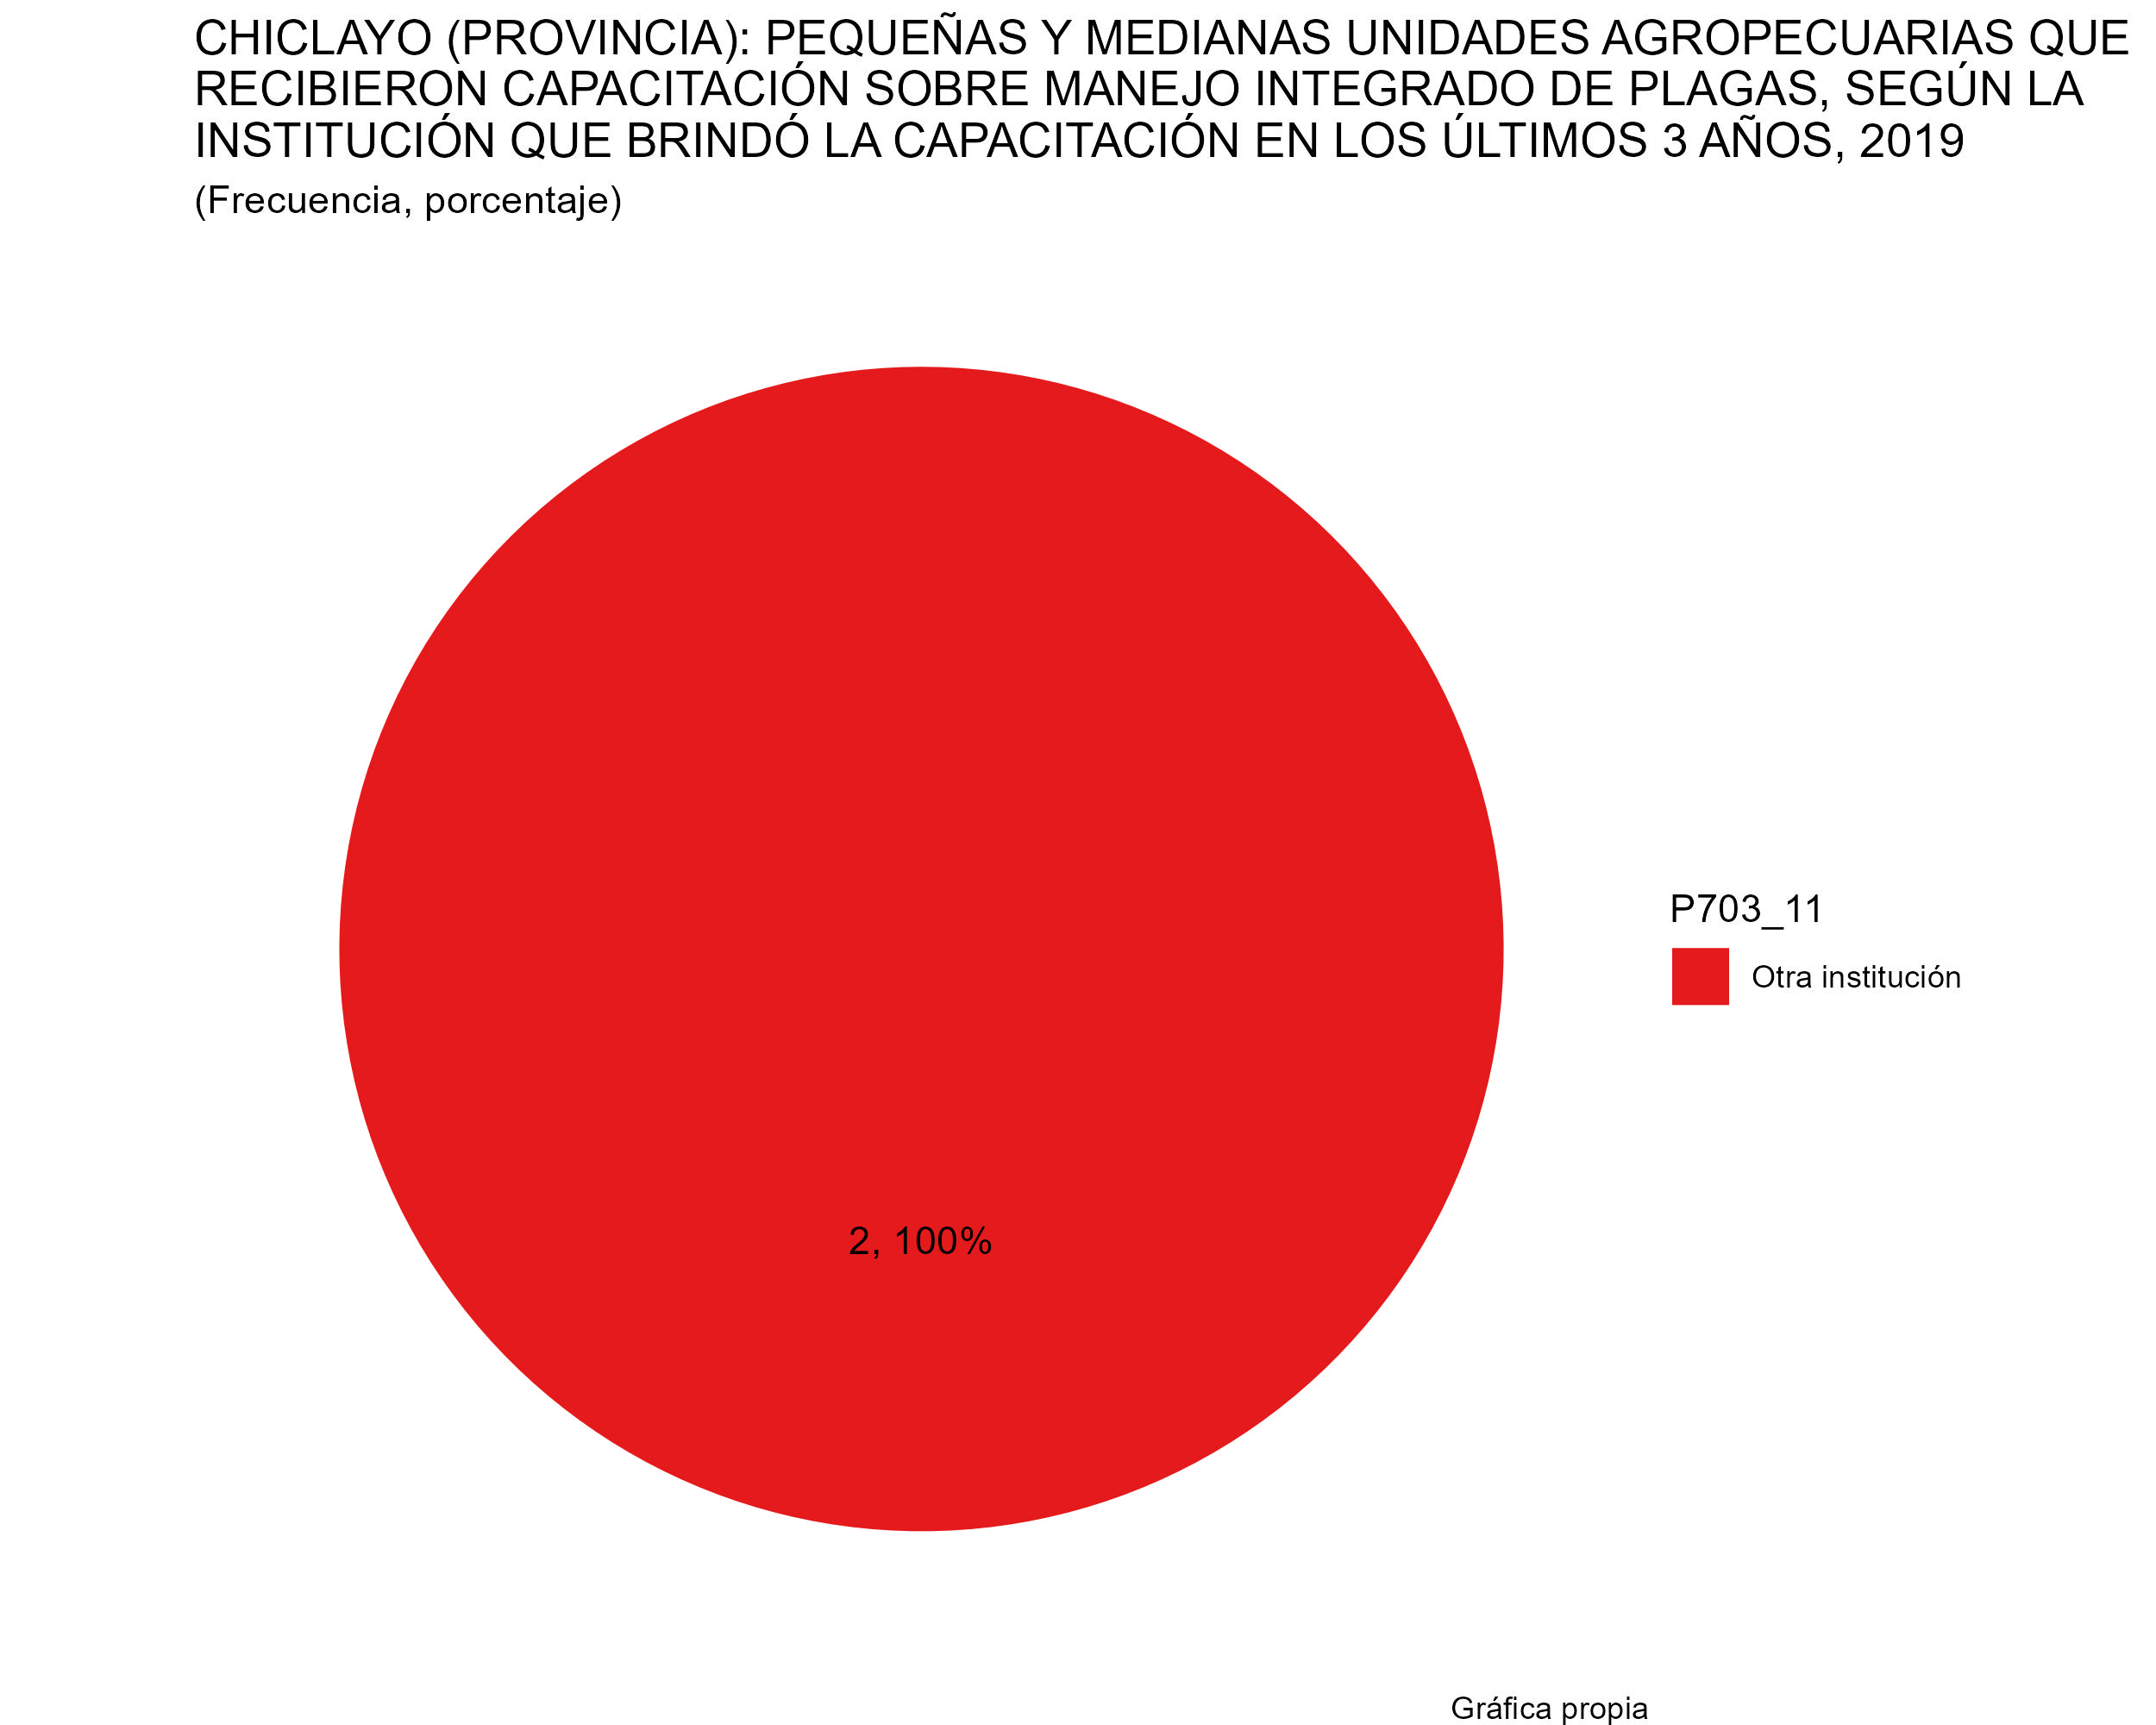 CHICLAYO (PROVINCIA): PEQUEÑAS Y MEDIANAS UNIDADES AGROPECUARIAS QUE
RECIBIERON CAPACITACIÓN SOBRE MANEJO INTEGRADO DE PLAGAS, SEGÚN LA
INSTITUCIÓN QUE BRINDÓ LA CAPACITACIÓN EN LOS ÚLTIMOS 3 AÑOS, 2019
(Frecuencia, porcentaje)
P703_11
Otra institución
2, 100%
Gráfica propia